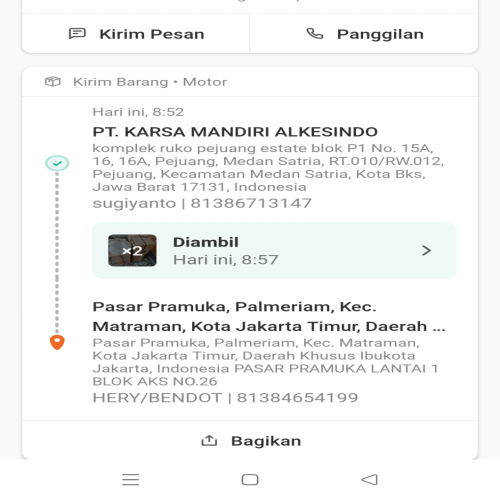 Kirim Pesan
Panggilan
Kirim Barang • Motor
Hari ini, 8:52
PT. KARSA MANDIRI ALKESINDO
komplek ruko pejuang estate blok P1 No. 15A,
16, 16A, Pejuang, Medan Satria, RT.010/RW.012,
Pejuang, Kecamatan Medan Satria, Kota Bks,
Jawa Barat 17131, Indonesia
sugiyanto | 81386713147
×2
Diambil
Hari ini, 8:57
Pasar Pramuka, Palmeriam, Kec.
Matraman, Kota Jakarta Timur, Daerah ...
Pasar Pramuka, Palmeriam, Kec. Matraman,
Kota Jakarta Timur, Daerah Khusus Ibukota
Jakarta, Indonesia PASAR PRAMUKA LANTAI 1
BLOK AKS NO.26
HERY/BENDOT | 81384654199
Bagikan